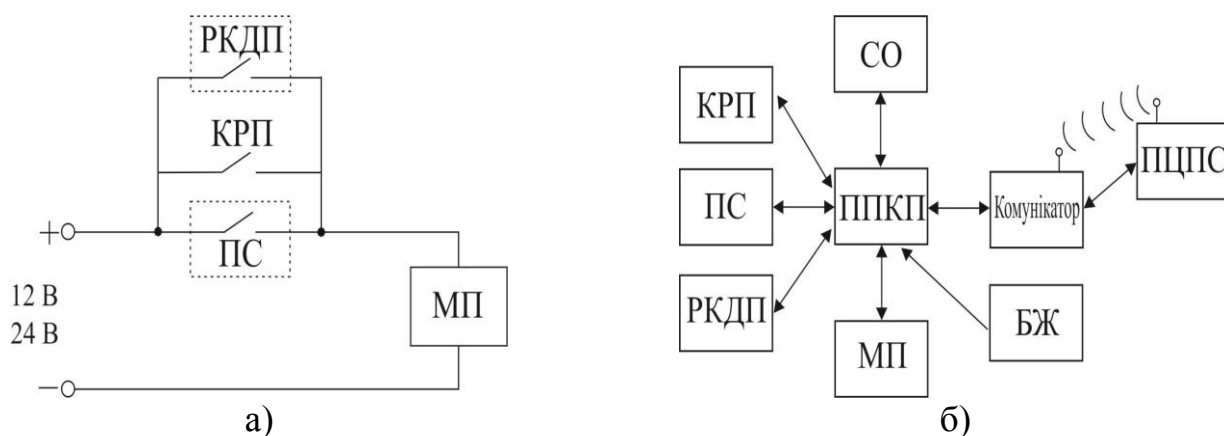 РКДП
КРП
ПС
+
12 В
24 В
−
МП
а)
СО
КРП
ПС
ППКП
Комунікатор
ПЦПС
РКДП
МП
БЖ
б)